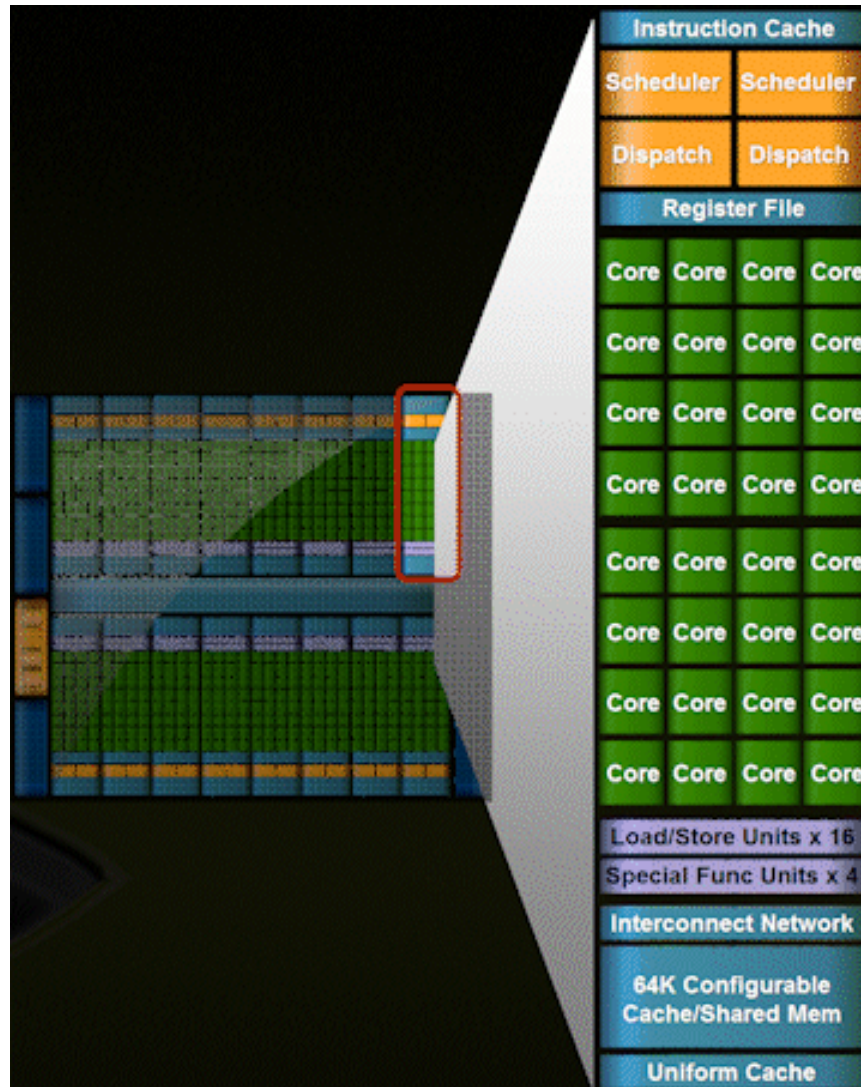 Instruction Cache
Scheduler Scheduler
Dispatch Dispatch
Register File
Core Core Core Core
Core Core Core Core
Core Core Core Core
Core Core Core Core
Core Core Core Core
Core Core Core Core
Core Core Core Core
Core Core Core Core
Load/Store Units x 16
Special Func Units x 4
Interconnect Network
64K Configurable
Cache/Shared Mem
Uniform Cache